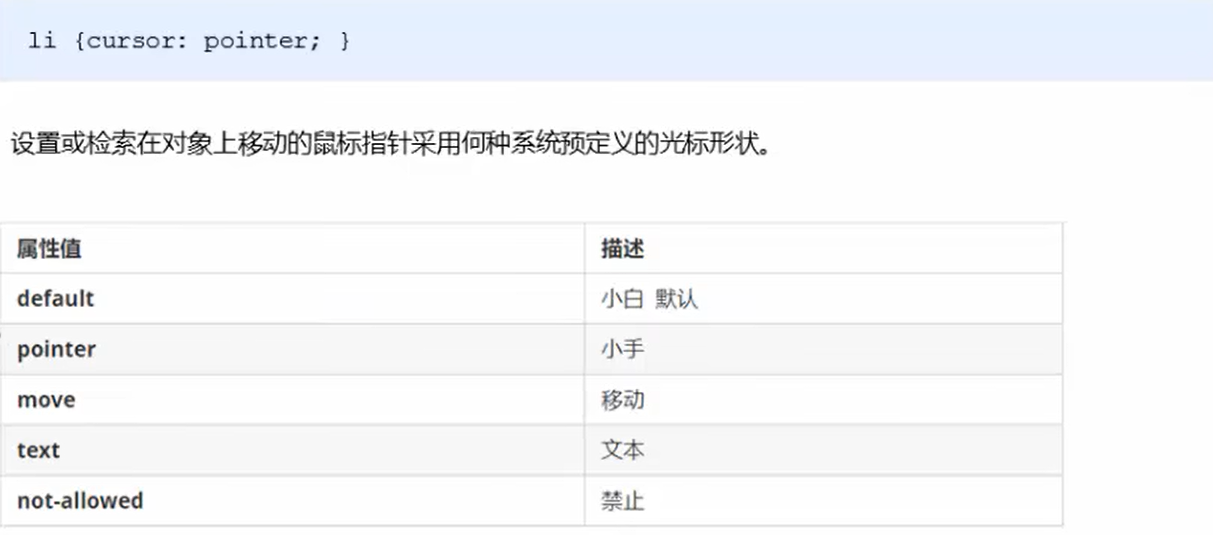 li {cursor: pointer; }
设置或检索在对象上移动的鼠标指针采用何种系统预定义的光标形状。
属性值 描述
default 小白 默认
pointer 小手
move 移动
text 文本
not-allowed 禁止